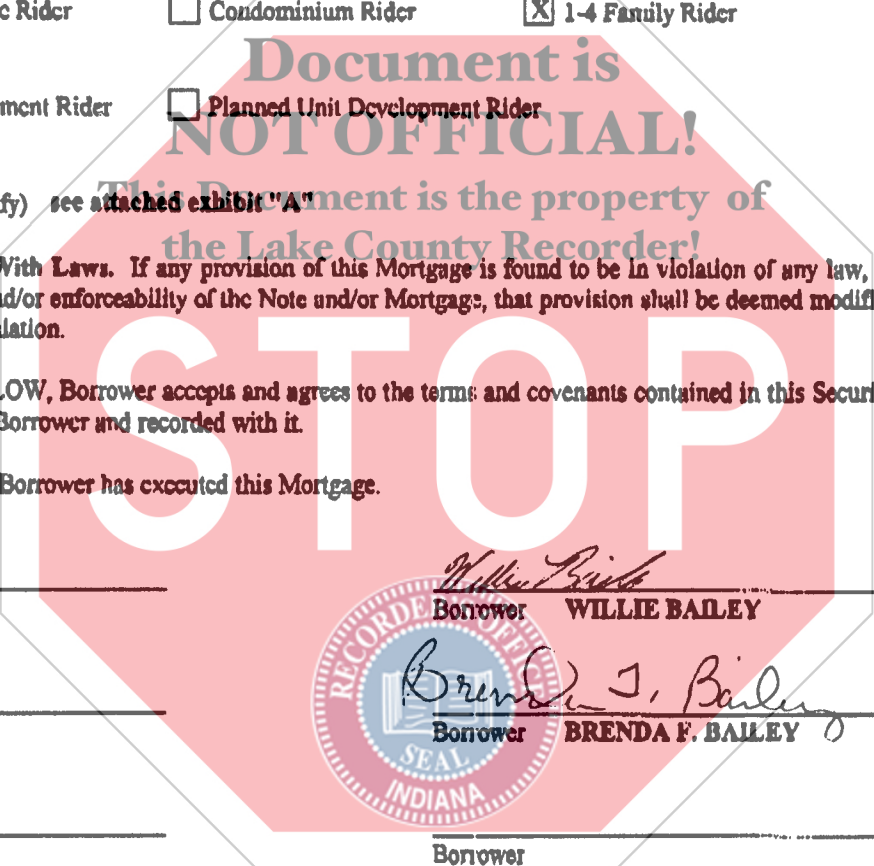 c Rider Condominium Rider X 1-4 Family Rider
Document is
ment Rider Planned Unit Development Rider
NOT OFFICIAL!
This Document is the property of
fy) see attached exhibit "A"
the Lake County Recorder!
With Laws. If any provision of this Mortgage is found to be in violation of any law,
d/or enforceability of the Note and/or Mortgage, that provision shall be deemed modifi
lation.
LOW, Borrower accepts and agrees to the terms and covenants contained in this Securi
Borrower and recorded with it.
STOP
Borrower has executed this Mortgage.
Willie Baile
Borrower WILLIE BAILEY
RECORDER'S OFFICE
Brenda F. Bailey
Borrower BRENDA F. BAILEY
SEAL
INDIANA
Borrower